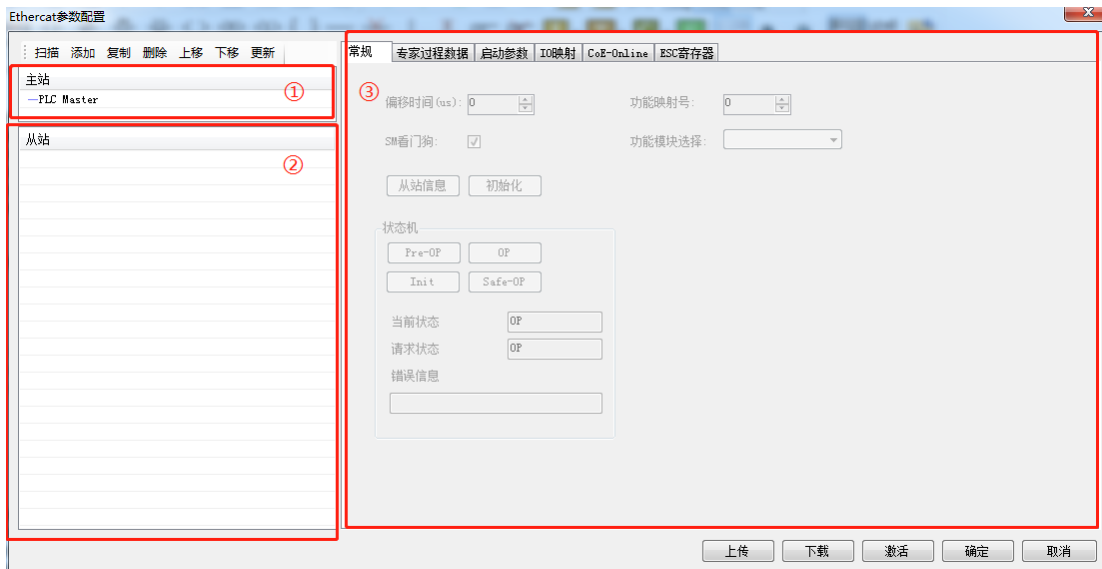 Ethercat参数配置
扫描 添加 复制 删除 上移 下移 更新
主站
PLC Master
①
从站
②
常规 专家过程数据 启动参数 IO映射 CoE-Online ESC寄存器
③
偏移时间(us): 0 功能映射号: 0
SM看门狗: 功能模块选择:
从站信息 初始化
状态机
Pre-OP OP
Init Safe-OP
当前状态 OP
请求状态 OP
错误信息
上传 下载 激活 确定 取消